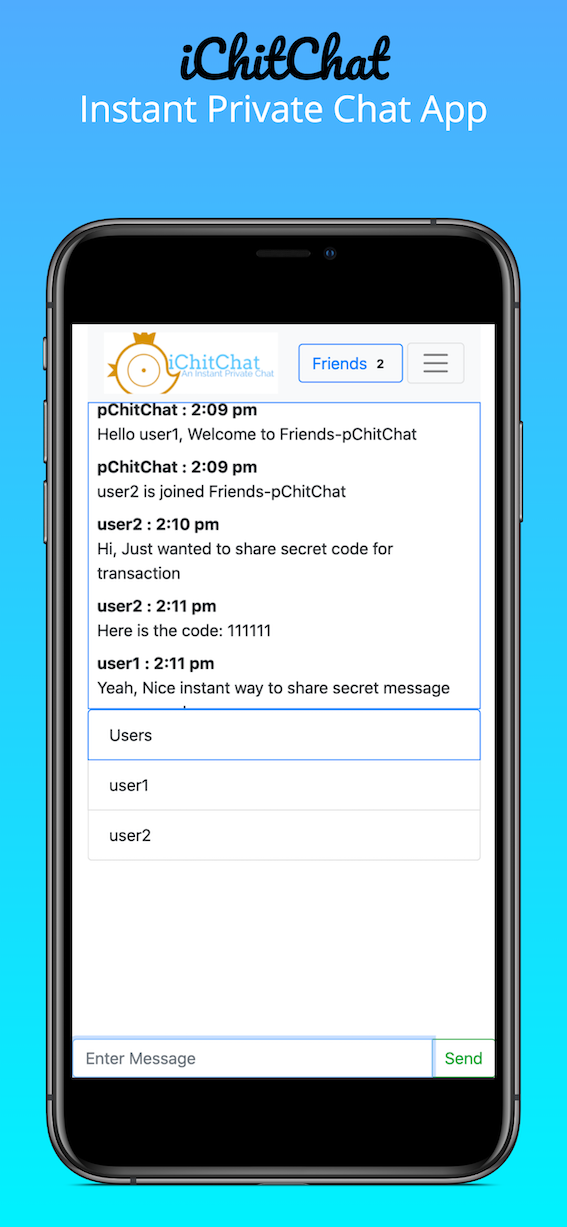 iChitChat
Instant Private Chat App
iChitChat
An Instant Private Chat
Friends 2
pChitChat : 2:09 pm
Hello user1, Welcome to Friends-pChitChat
pChitChat : 2:09 pm
user2 is joined Friends-pChitChat
user2 : 2:10 pm
Hi, Just wanted to share secret code for
transaction
user2 : 2:11 pm
Here is the code: 111111
user1 : 2:11 pm
Yeah, Nice instant way to share secret message
Users
user1
user2
Enter Message
Send